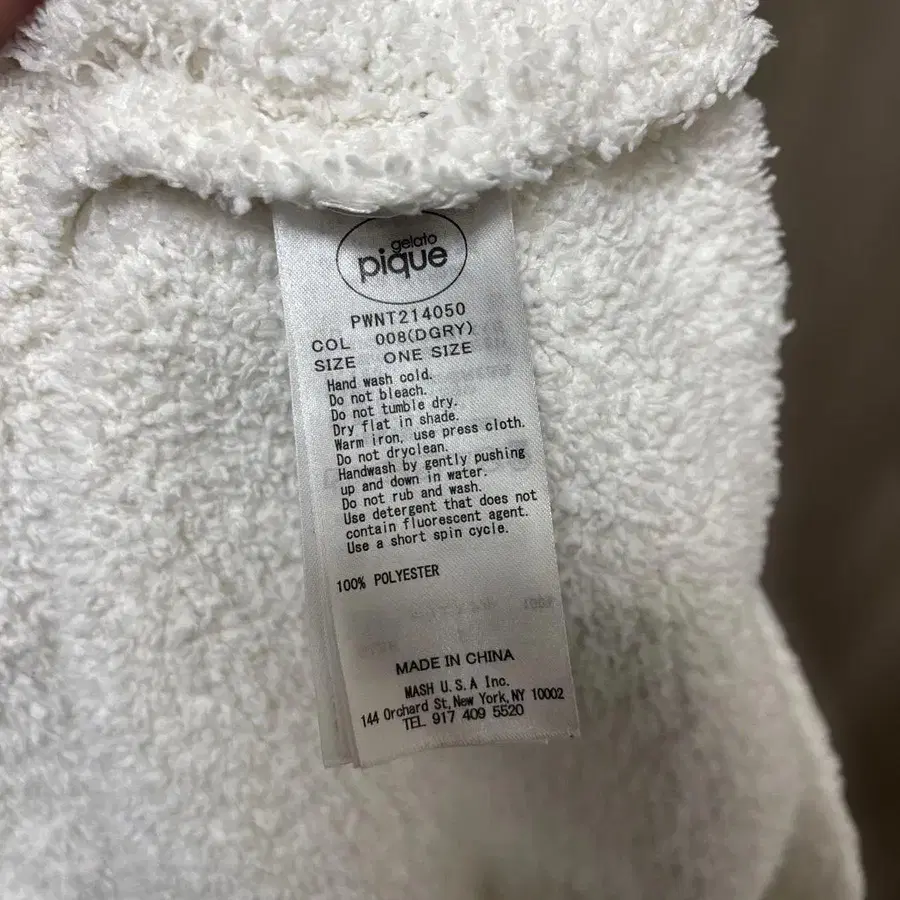 gelato
pique
PWNT214050
COL 008(DGRY)
SIZE ONE SIZE
Hand wash cold.
Do not bleach.
Do not tumble dry.
Dry flat in shade.
Warm iron, use press cloth.
Do not dryclean.
Handwash by gently pushing
up and down in water.
Do not rub and wash.
Use detergent that does not
contain fluorescent agent.
Use a short spin cycle.
100% POLYESTER
MADE IN CHINA
MASH U.S.A Inc.
144 Orchard St, New York, NY 10002
TEL 917 409 5520